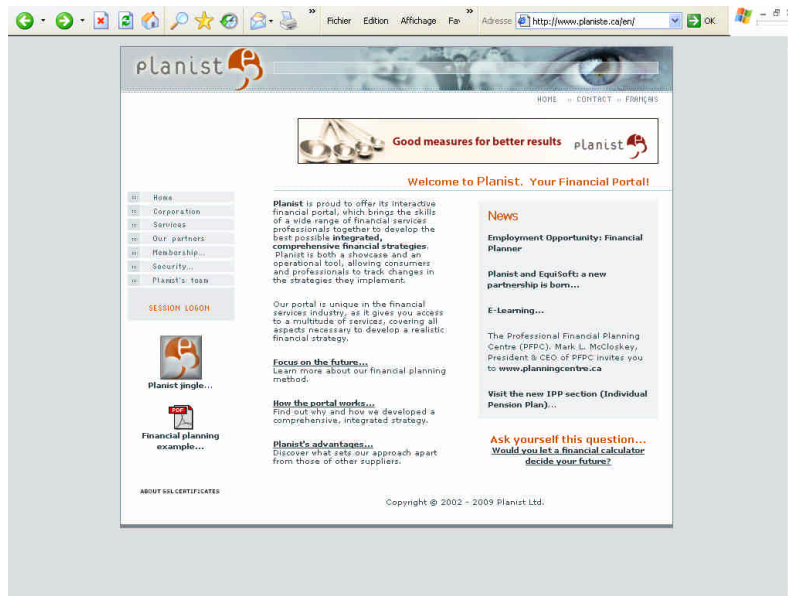 Fichier Edition Affichage Fav » Adresse http://www.planiste.ca/en/ OK
planist
HOME :: CONTACT :: FRANÇAIS
Good measures for better results planist
Welcome to Planist. Your Financial Portal!
Home
Corporation
Services
Our partners
Membership...
Security...
Planist's team
SESSION LOGON
Planist jingle...
PDF
Financial planning
example...
ABOUT SSL CERTIFICATES
Planist is proud to offer its interactive
financial portal, which brings the skills
of a wide range of financial services
professionals together to develop the
best possible integrated,
comprehensive financial strategies.
Planist is both a showcase and an
operational tool, allowing consumers
and professionals to track changes in
the strategies they implement.
Our portal is unique in the financial
services industry, as it gives you access
to a multitude of services, covering all
aspects necessary to develop a realistic
financial strategy.
Focus on the future...
Learn more about our financial planning
method.
How the portal works...
Find out why and how we developed a
comprehensive, integrated strategy.
Planist's advantages...
Discover what sets our approach apart
from those of other suppliers.
News
Employment Opportunity: Financial
Planner
Planist and EquiSoft: a new
partnership is born...
E-Learning...
The Professional Financial Planning
Centre (PFPC). Mark L. McCloskey,
President & CEO of PFPC invites you
to www.planningcentre.ca
Visit the new IPP section (Individual
Pension Plan)...
Ask yourself this question...
Would you let a financial calculator
decide your future?
Copyright © 2002 - 2009 Planist Ltd.